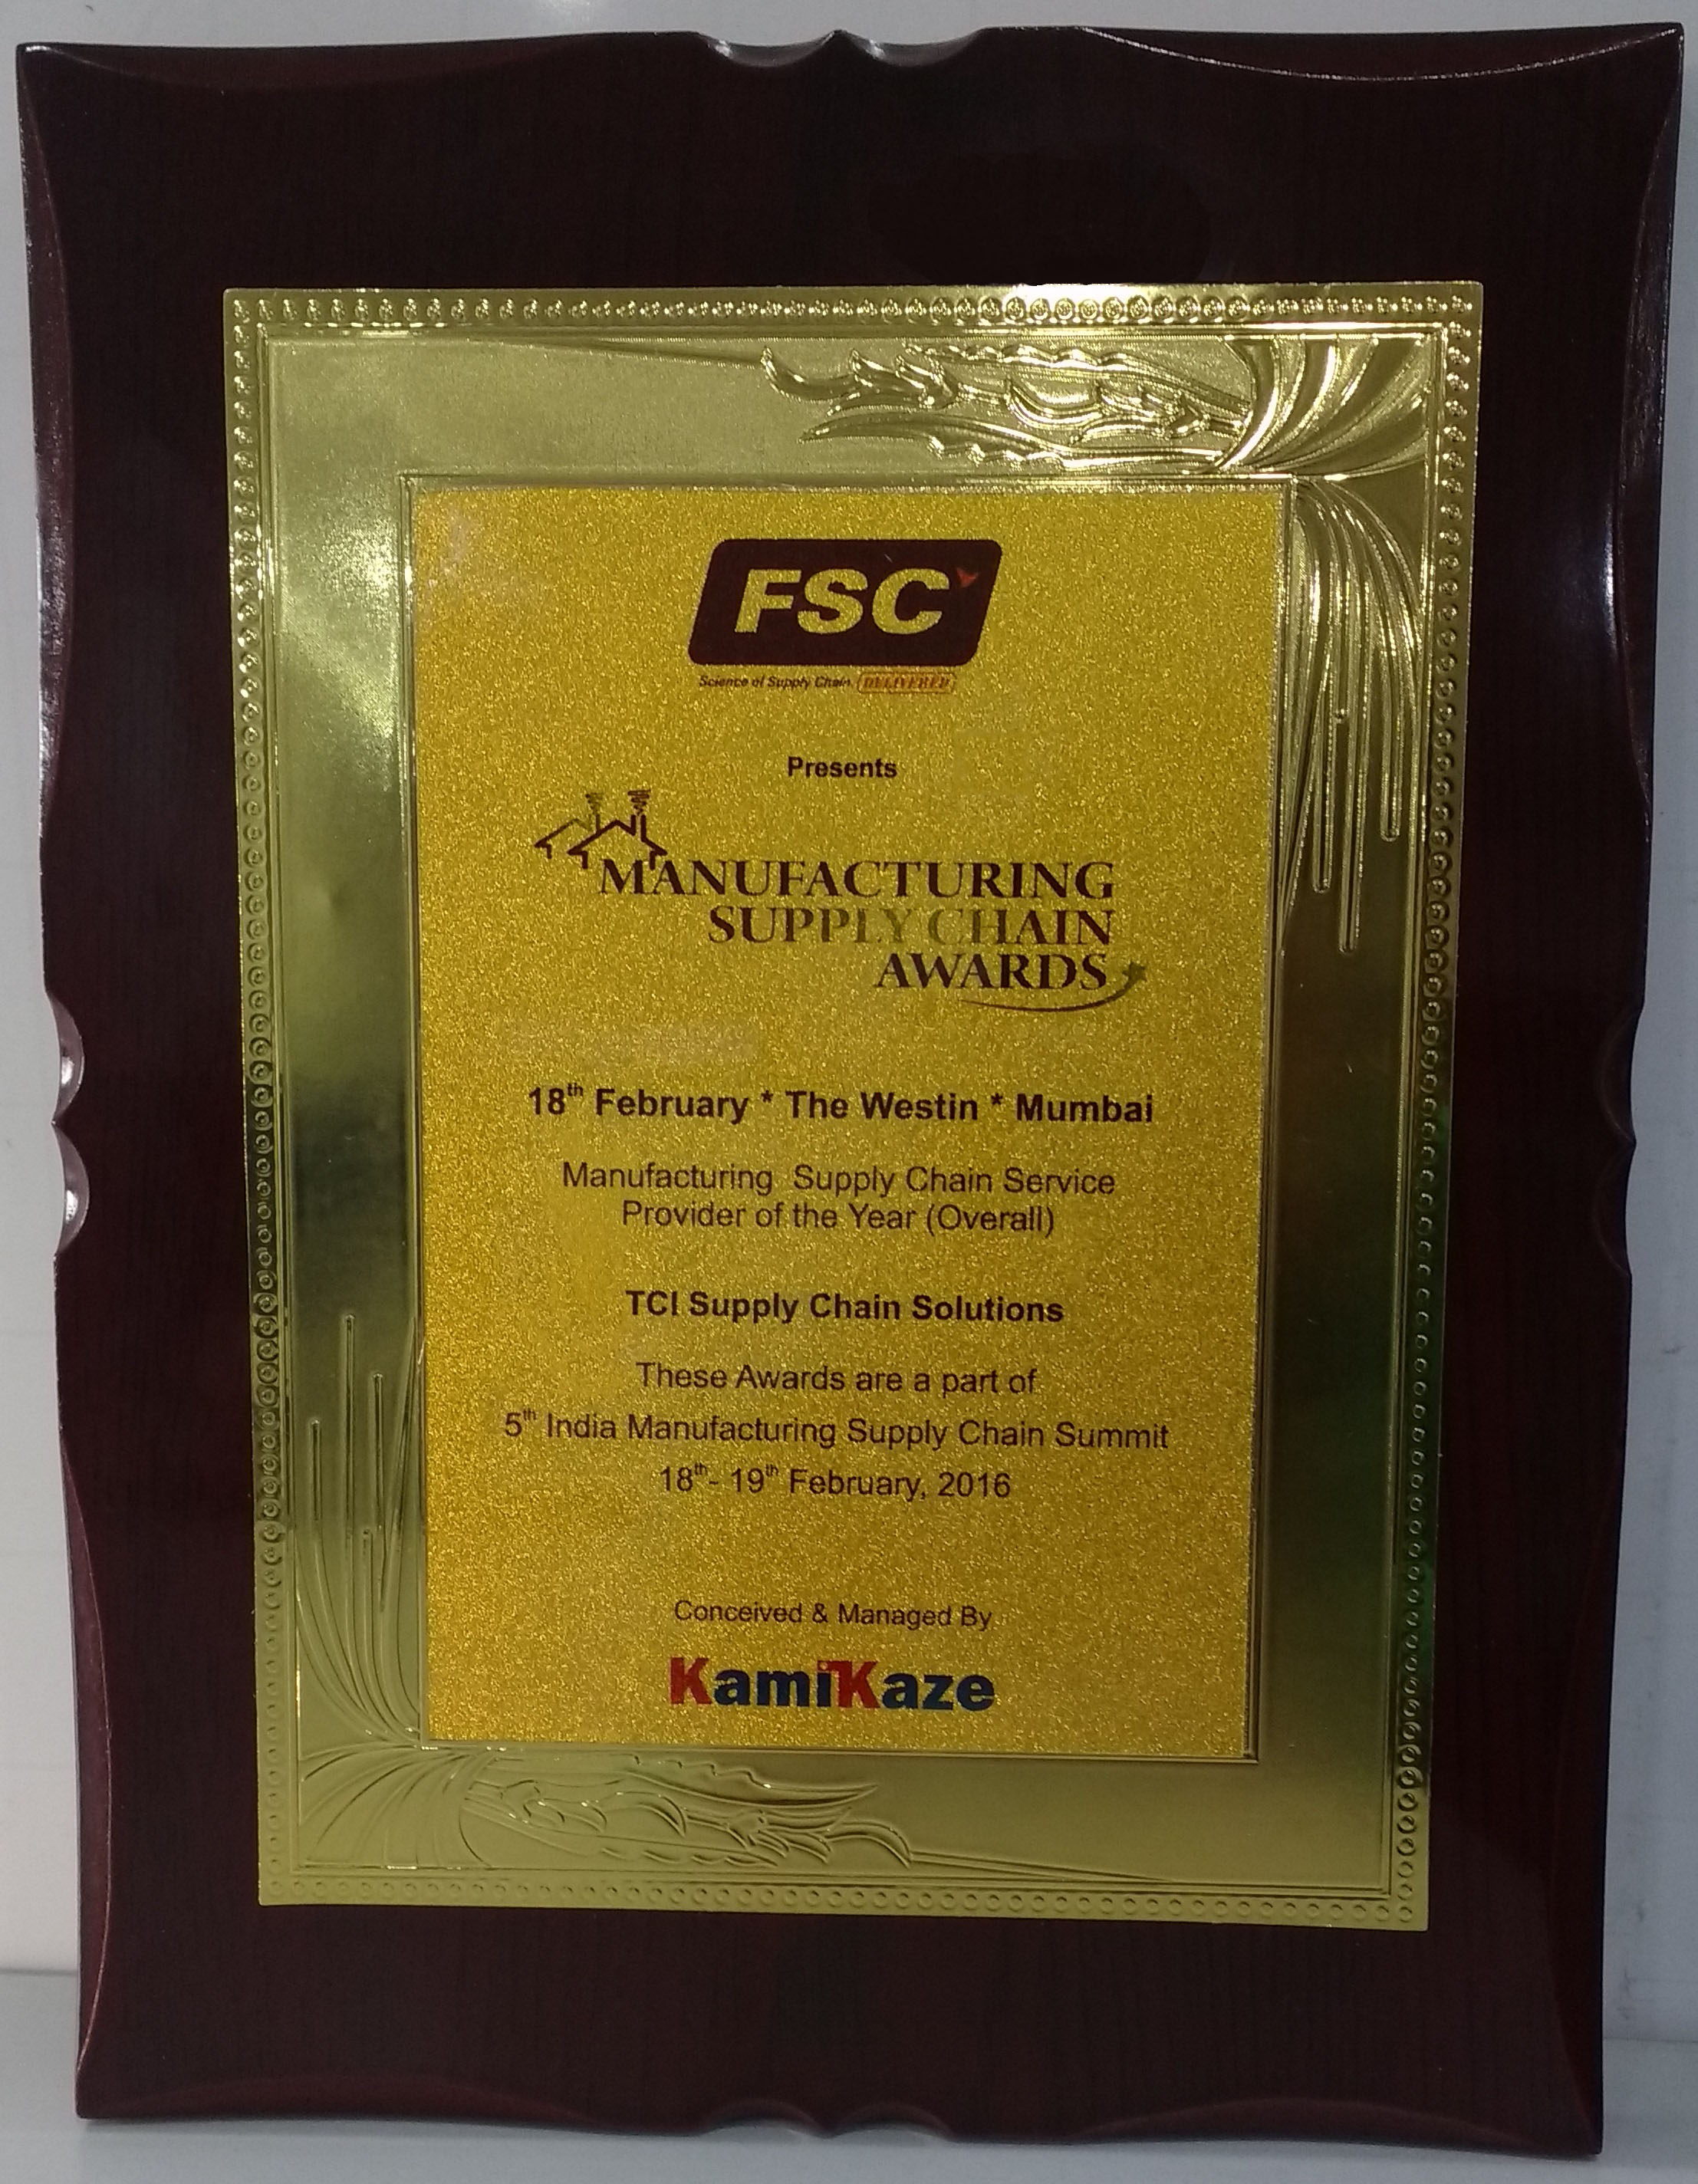 FSC
Science of Supply Chain. DELIVERED
Presents
MANUFACTURING
SUPPLY CHAIN
AWARDS
18th February * The Westin * Mumbai
Manufacturing Supply Chain Service
Provider of the Year (Overall)
TCI Supply Chain Solutions
These Awards are a part of
5th India Manufacturing Supply Chain Summit
18th- 19th February, 2016
Conceived & Managed By
KamiKaze